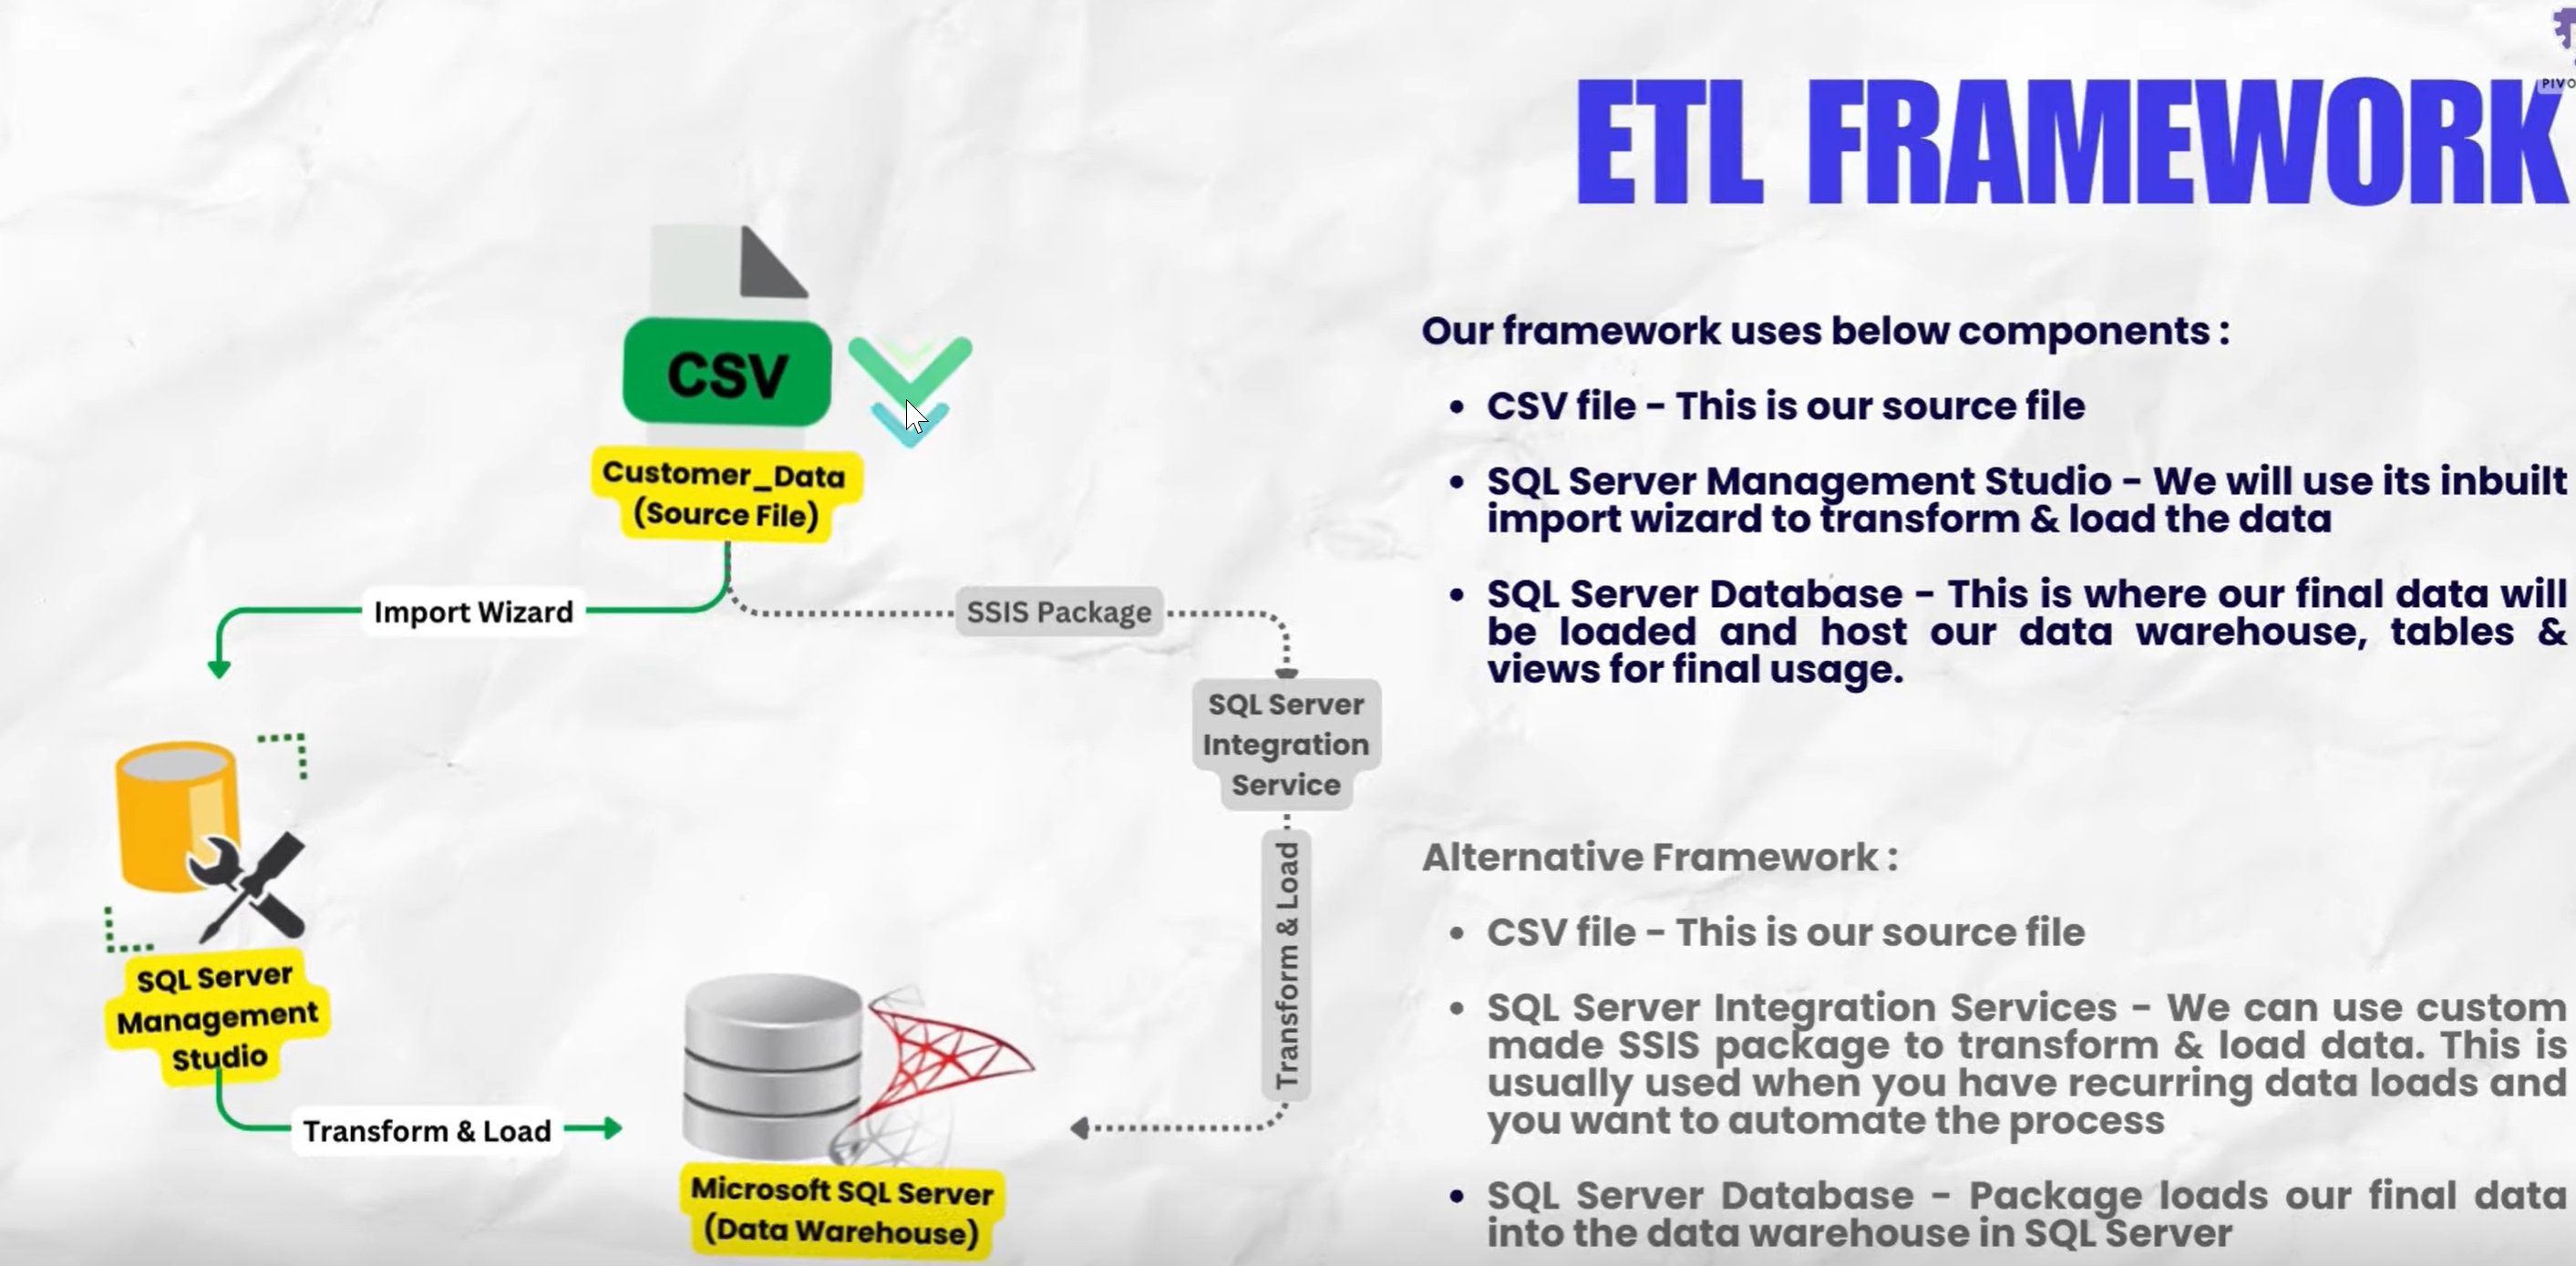 PIVO
ETL FRAMEWORK
CSV
Customer_Data
(Source File)
Import Wizard
SSIS Package
SQL Server
Integration
Service
Transform & Load
SQL Server
Management
Studio
Transform & Load
Microsoft SQL Server
(Data Warehouse)
Our framework uses below components :
• CSV file - This is our source file
• SQL Server Management Studio - We will use its inbuilt
import wizard to transform & load the data
• SQL Server Database - This is where our final data will
be loaded and host our data warehouse, tables &
views for final usage.
Alternative Framework :
• CSV file - This is our source file
• SQL Server Integration Services - We can use custom
made SSIS package to transform & load data. This is
usually used when you have recurring data loads and
you want to automate the process
• SQL Server Database - Package loads our final data
into the data warehouse in SQL Server